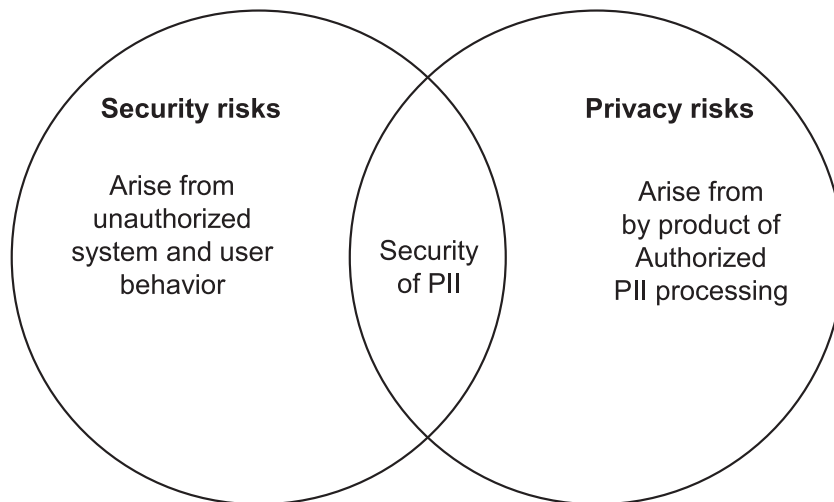 Security risks
Arise from
unauthorized
system and user
behavior
Security
of PII
Privacy risks
Arise from
by product of
Authorized
PII processing